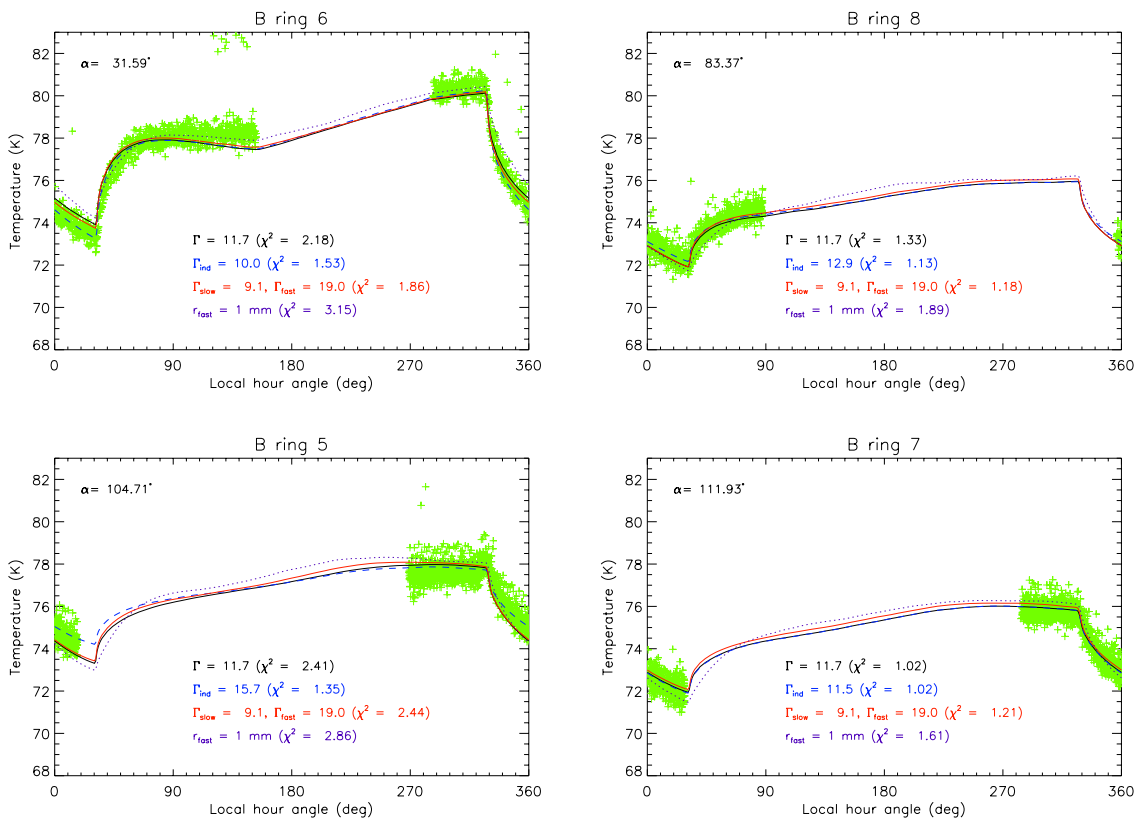 B ring 6
α= 31.59°
Γ = 11.7 (χ² = 2.18)
Γind = 10.0 (χ² = 1.53)
Γslow = 9.1, Γfast = 19.0 (χ² = 1.86)
rfast = 1 mm (χ² = 3.15)
Temperature (K)
82
80
78
76
74
72
70
68
0
90
180
270
360
Local hour angle (deg)
B ring 8
α= 83.37°
Γ = 11.7 (χ² = 1.33)
Γind = 12.9 (χ² = 1.13)
Γslow = 9.1, Γfast = 19.0 (χ² = 1.18)
rfast = 1 mm (χ² = 1.89)
Temperature (K)
82
80
78
76
74
72
70
68
0
90
180
270
360
Local hour angle (deg)
B ring 5
α= 104.71°
Γ = 11.7 (χ² = 2.41)
Γind = 15.7 (χ² = 1.35)
Γslow = 9.1, Γfast = 19.0 (χ² = 2.44)
rfast = 1 mm (χ² = 2.86)
Temperature (K)
82
80
78
76
74
72
70
68
0
90
180
270
360
Local hour angle (deg)
B ring 7
α= 111.93°
Γ = 11.7 (χ² = 1.02)
Γind = 11.5 (χ² = 1.02)
Γslow = 9.1, Γfast = 19.0 (χ² = 1.21)
rfast = 1 mm (χ² = 1.61)
Temperature (K)
82
80
78
76
74
72
70
68
0
90
180
270
360
Local hour angle (deg)